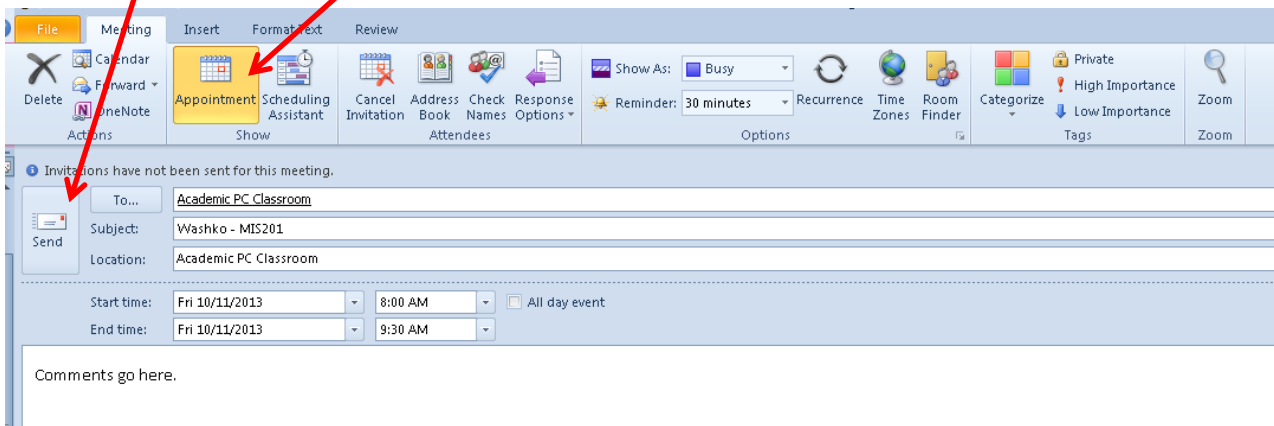 File Meeting Insert Format Text Review
Delete
Calendar
Forward
OneNote
Actions
Appointment
Scheduling Assistant
Show
Cancel Invitation
Address Book
Check Names
Response Options
Attendees
Show As: Busy
Reminder: 30 minutes
Recurrence
Time Zones
Room Finder
Options
Categorize
Private
High Importance
Low Importance
Tags
Zoom
Zoom
Invitations have not been sent for this meeting.
Send
To... Academic PC Classroom
Subject: Washko - MIS201
Location: Academic PC Classroom
Start time: Fri 10/11/2013 8:00 AM All day event
End time: Fri 10/11/2013 9:30 AM
Comments go here.